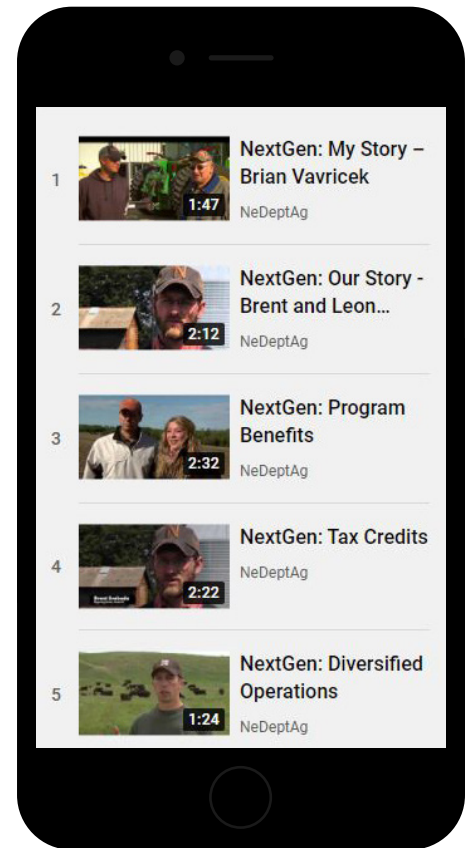 1
1:47
NextGen: My Story –
Brian Vavricek
NeDeptAg
2
N
2:12
NextGen: Our Story -
Brent and Leon...
NeDeptAg
3
2:32
NextGen: Program
Benefits
NeDeptAg
4
2:22
NextGen: Tax Credits
NeDeptAg
5
N
1:24
NextGen: Diversified
Operations
NeDeptAg